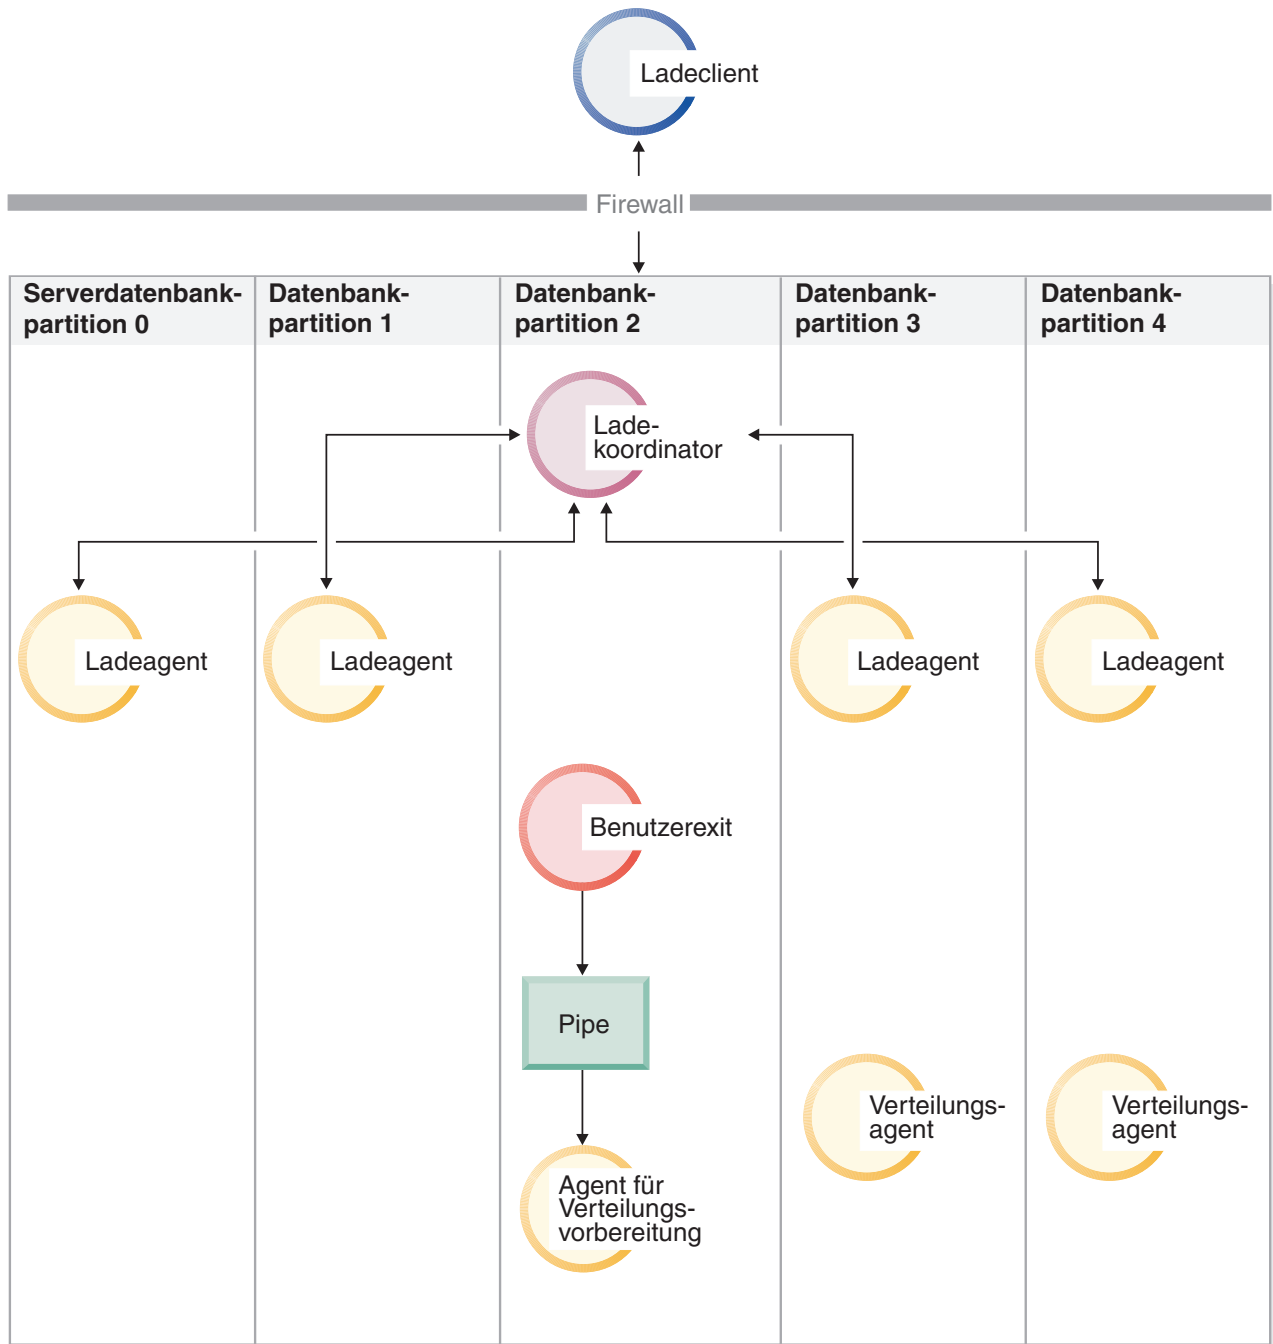 Ladeclient
Firewall
Serverdatenbank-
partition 0
Datenbank-
partition 1
Datenbank-
partition 2
Datenbank-
partition 3
Datenbank-
partition 4
Lade-
koordinator
Ladeagent
Ladeagent
Ladeagent
Ladeagent
Benutzerexit
Pipe
Verteilungs-
agent
Verteilungs-
agent
Agent für
Verteilungs-
vorbereitung